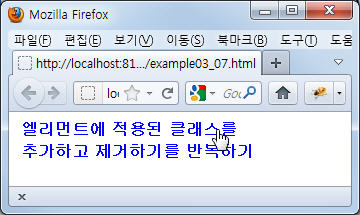 Mozilla Firefox
파일(F) 편집(E) 보기(V) 이동(S) 북마크(B) 도구(T) 도움
http://localhost:81.../example03_07.html
엘리먼트에 적용된 클래스를
추가하고 제거하기를 반복하기